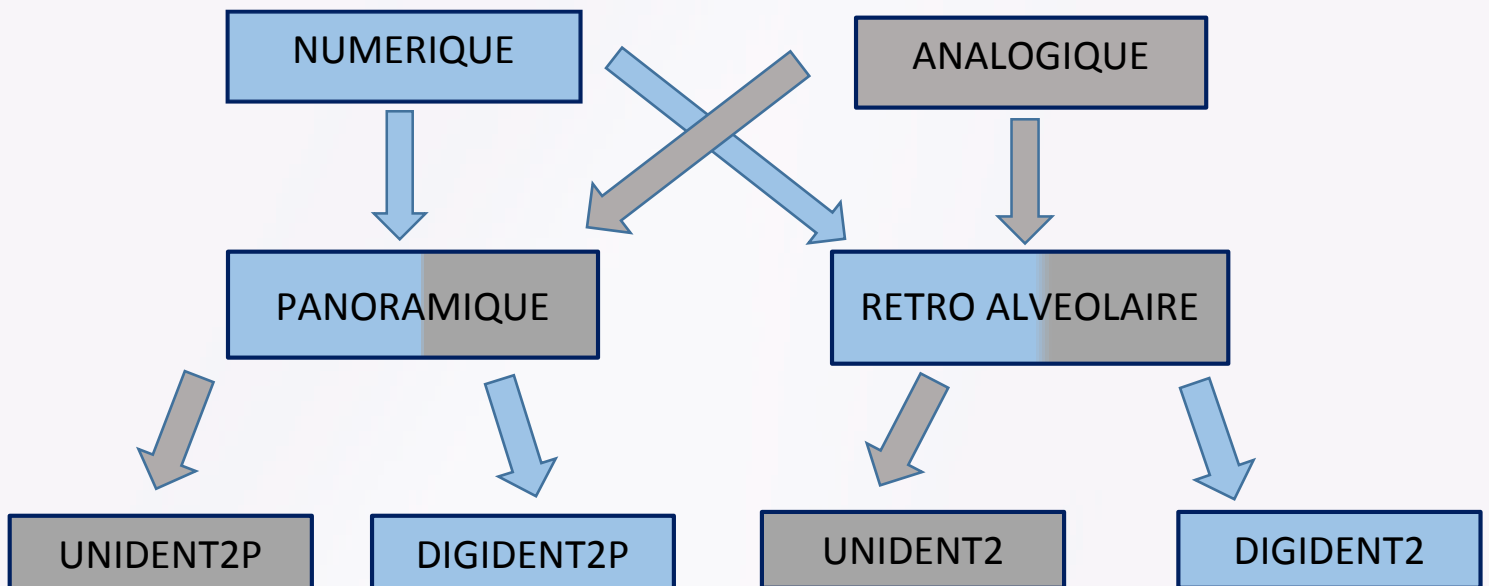 NUMERIQUE
ANALOGIQUE
PANORAMIQUE
RETRO ALVEOLAIRE
UNIDENT2P
DIGIDENT2P
UNIDENT2
DIGIDENT2